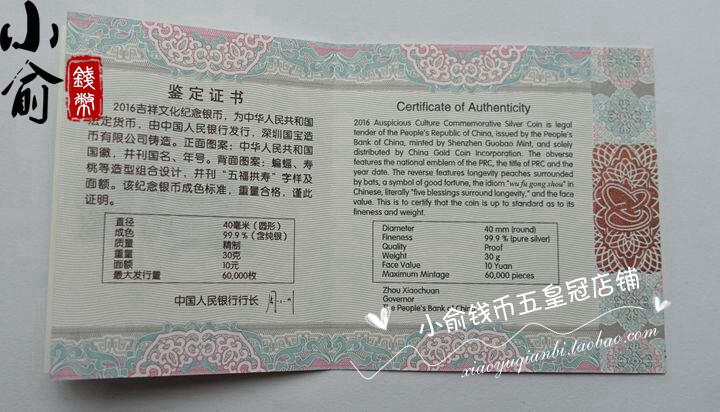 小
俞
錢幣
鉴定证书
2016吉祥文化纪念银币，为中华人民共和国
法定货币，由中国人民银行发行，深圳国宝造
币有限公司铸造。正面图案：中华人民共和国
国徽，并刊国名、年号。背面图案：蝙蝠、寿
桃等造型组合设计，并刊“五福拱寿”字样及
面额。该纪念银币成色标准，重量合格，谨此
证明。
直径 40毫米（圆形）
成色 99.9％（含纯银）
质量 精制
重量 30克
面额 10元
最大发行量 60,000枚
中国人民银行行长
Certificate of Authenticity
2016 Auspicious Culture Commemorative Silver Coin is legal
tender of the People's Republic of China, issued by the People's
Bank of China, minted by Shenzhen Guobao Mint, and solely
distributed by China Gold Coin Incorporation. The obverse
features the national emblem of the PRC, the title of PRC and the
year date. The reverse features longevity peaches surrounded
by bats, a symbol of good fortune, the idiom "wu fu gong shou" in
Chinese, literally "five blessings surround longevity," and the face
value. This is to certify that the coin is up to standard as to its
fineness and weight.
Diameter 40 mm (round)
Fineness 99.9 % (pure silver)
Quality Proof
Weight 30 g
Face Value 10 Yuan
Maximum Mintage 60,000 pieces
Zhou Xiaochuan
Governor
The People's Bank of China
小俞钱币五皇冠店铺
xiaoyuqianbi.taobao.com